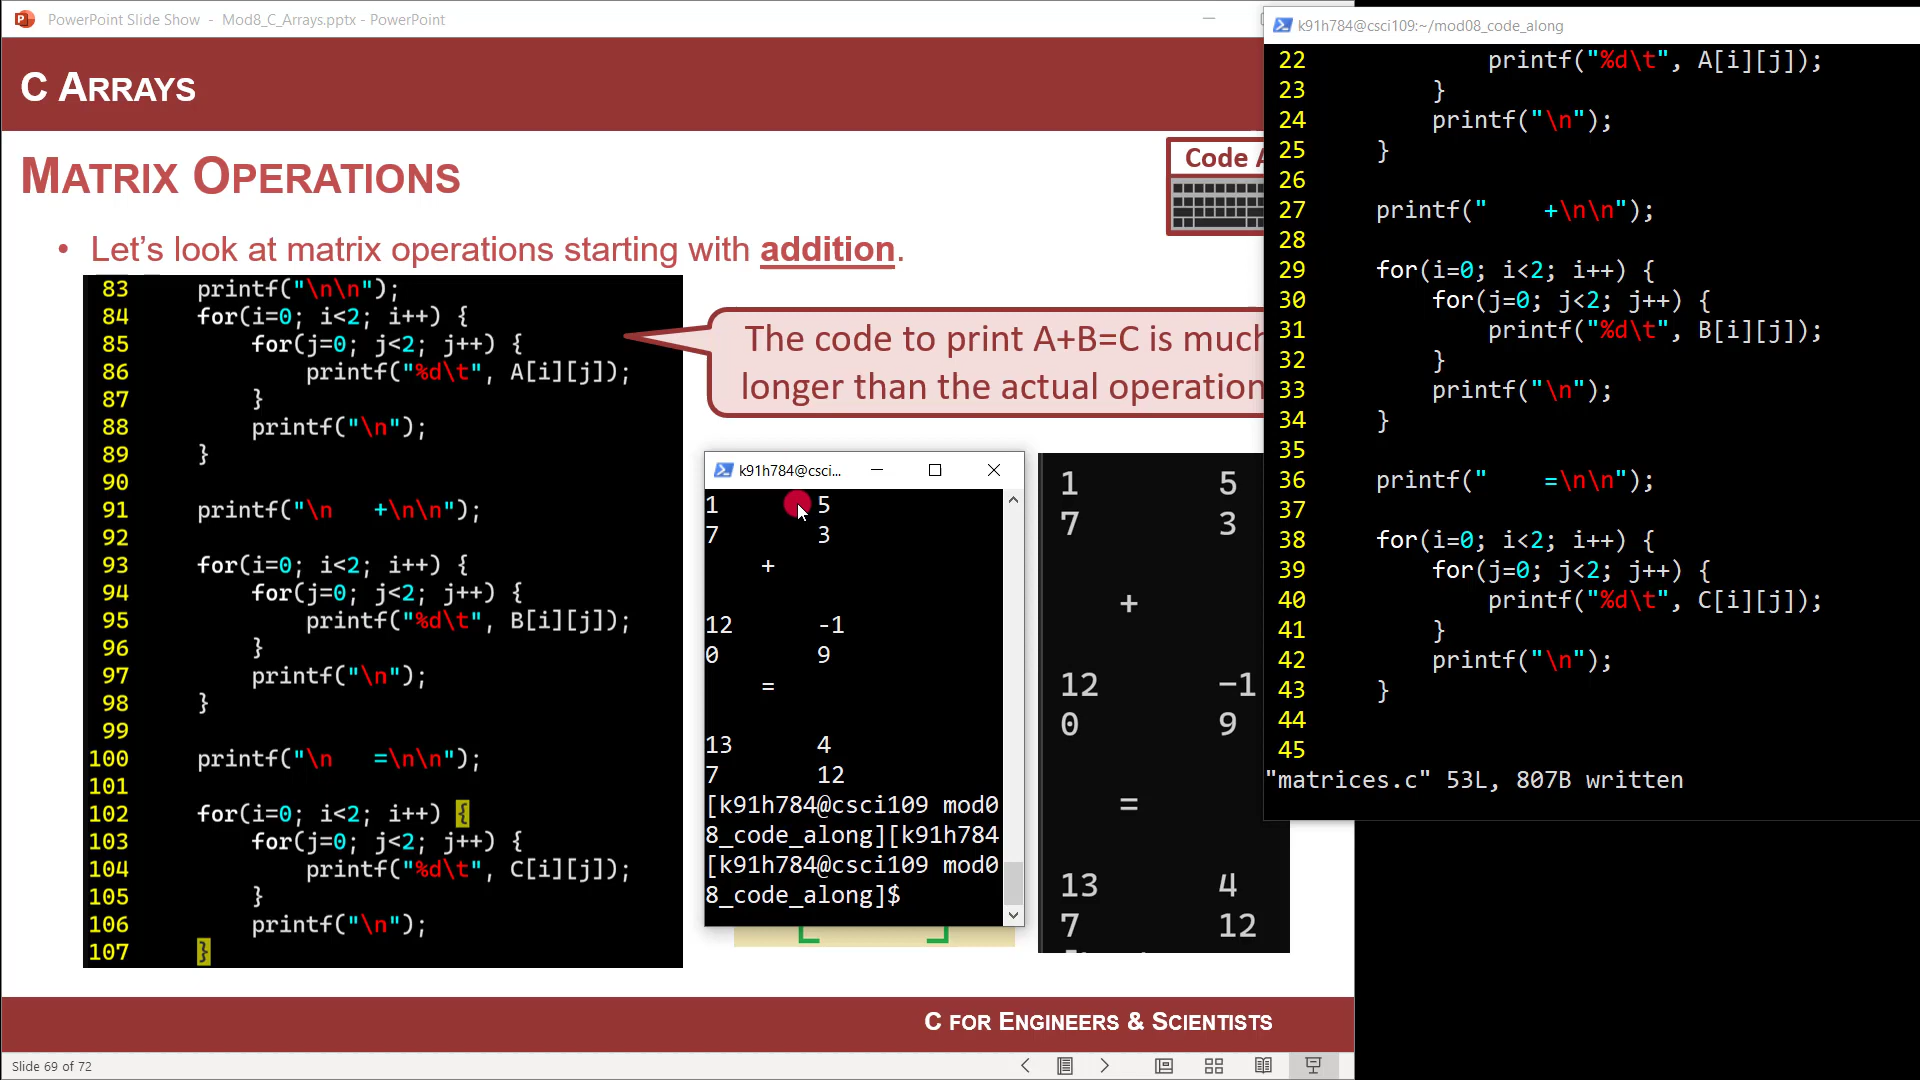 PowerPoint Slide Show - Mod8_C_Arrays.pptx - PowerPoint
C ARRAYS
MATRIX OPERATIONS
Code
• Let's look at matrix operations starting with addition.
83 printf("\n\n");
84 for(i=0; i<2; i++) {
85 for(j=0; j<2; j++) {
86 printf("%d\t", A[i][j]);
87 }
88 printf("\n");
89 }
90
91 printf("\n   +\n\n");
92
93 for(i=0; i<2; i++) {
94 for(j=0; j<2; j++) {
95 printf("%d\t", B[i][j]);
96 }
97 printf("\n");
98 }
99
100 printf("\n   =\n\n");
101
102 for(i=0; i<2; i++) {
103 for(j=0; j<2; j++) {
104 printf("%d\t", C[i][j]);
105 }
106 printf("\n");
107 }
The code to print A+B=C is much
longer than the actual operation
k91h784@csci...
1 5
7 3
+
12 -1
0 9
=
13 4
7 12
[k91h784@csci109 mod0
8_code_along][k91h784
[k91h784@csci109 mod0
8_code_along]$
1 5
7 3
+
12 -1
0 9
=
13 4
7 12
k91h784@csci109:~/mod08_code_along
22 printf("%d\t", A[i][j]);
23 }
24 printf("\n");
25 }
26
27 printf("    +\n\n");
28
29 for(i=0; i<2; i++) {
30 for(j=0; j<2; j++) {
31 printf("%d\t", B[i][j]);
32 }
33 printf("\n");
34 }
35
36 printf("    =\n\n");
37
38 for(i=0; i<2; i++) {
39 for(j=0; j<2; j++) {
40 printf("%d\t", C[i][j]);
41 }
42 printf("\n");
43 }
44
45
"matrices.c" 53L, 807B written
C FOR ENGINEERS & SCIENTISTS
Slide 69 of 72